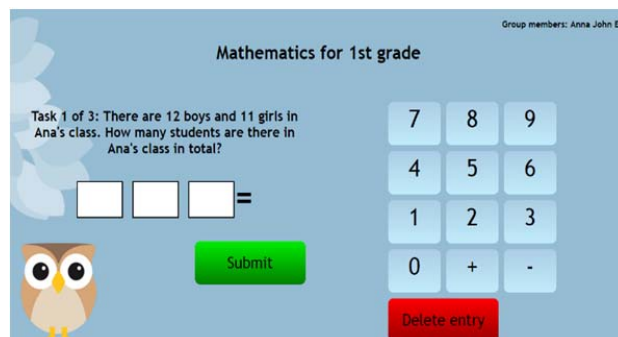 Group members: Anna John E
Mathematics for 1st grade
Task 1 of 3: There are 12 boys and 11 girls in
Ana's class. How many students are there in
Ana's class in total?
=
Submit
7 8 9
4 5 6
1 2 3
0 + -
Delete entry